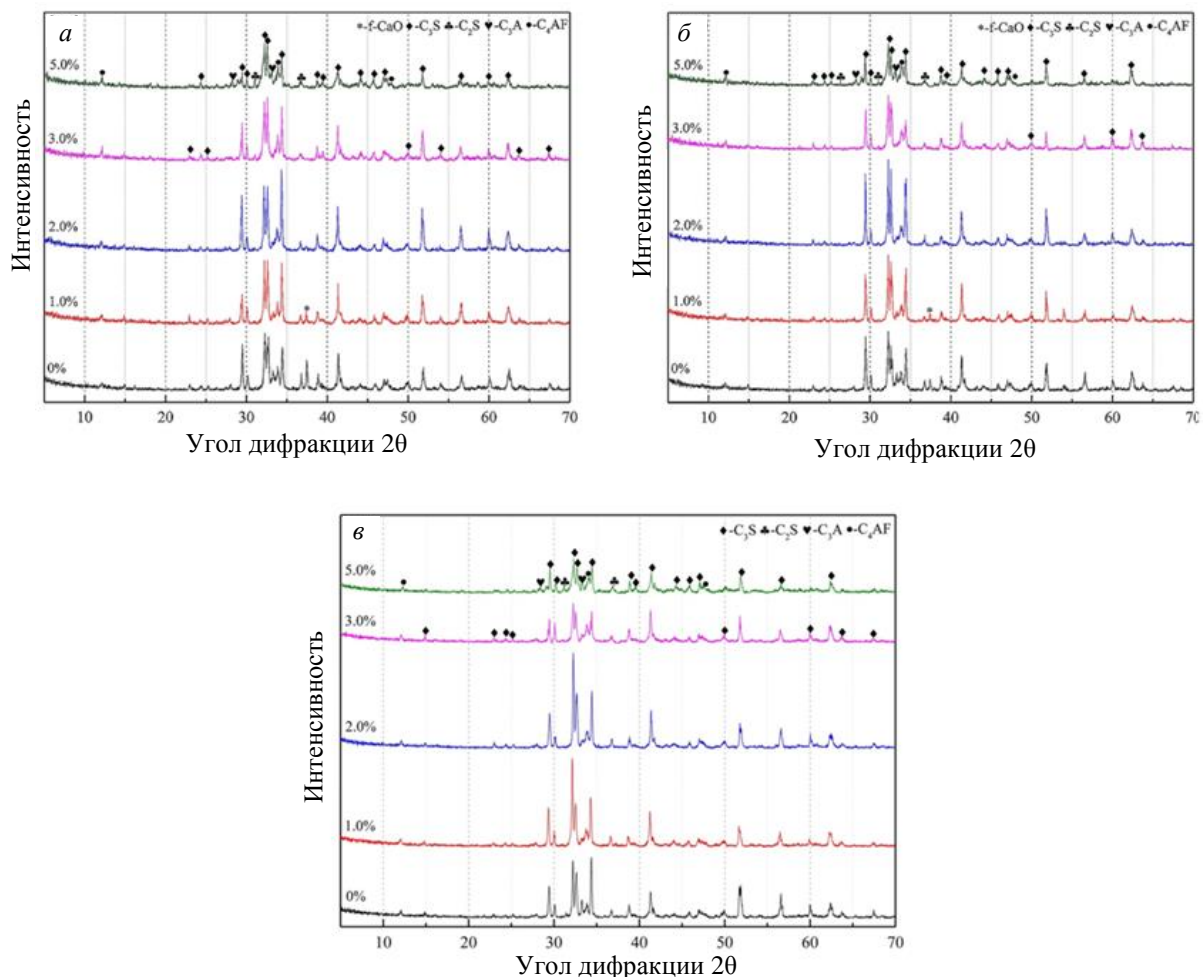 а
*-f-CaO ♦-C₃S ♣-C₂S ♥-C₃A •-C₄AF
5.0%
3.0%
2.0%
1.0%
0%
Интенсивность
10 20 30 40 50 60 70
Угол дифракции 2θ
б
*-f-CaO ♦-C₃S ♣-C₂S ♥-C₃A •-C₄AF
5.0%
3.0%
2.0%
1.0%
0%
Интенсивность
10 20 30 40 50 60 70
Угол дифракции 2θ
в
♦-C₃S ♣-C₂S ♥-C₃A •-C₄AF
5.0%
3.0%
2.0%
1.0%
0%
Интенсивность
10 20 30 40 50 60 70
Угол дифракции 2θ